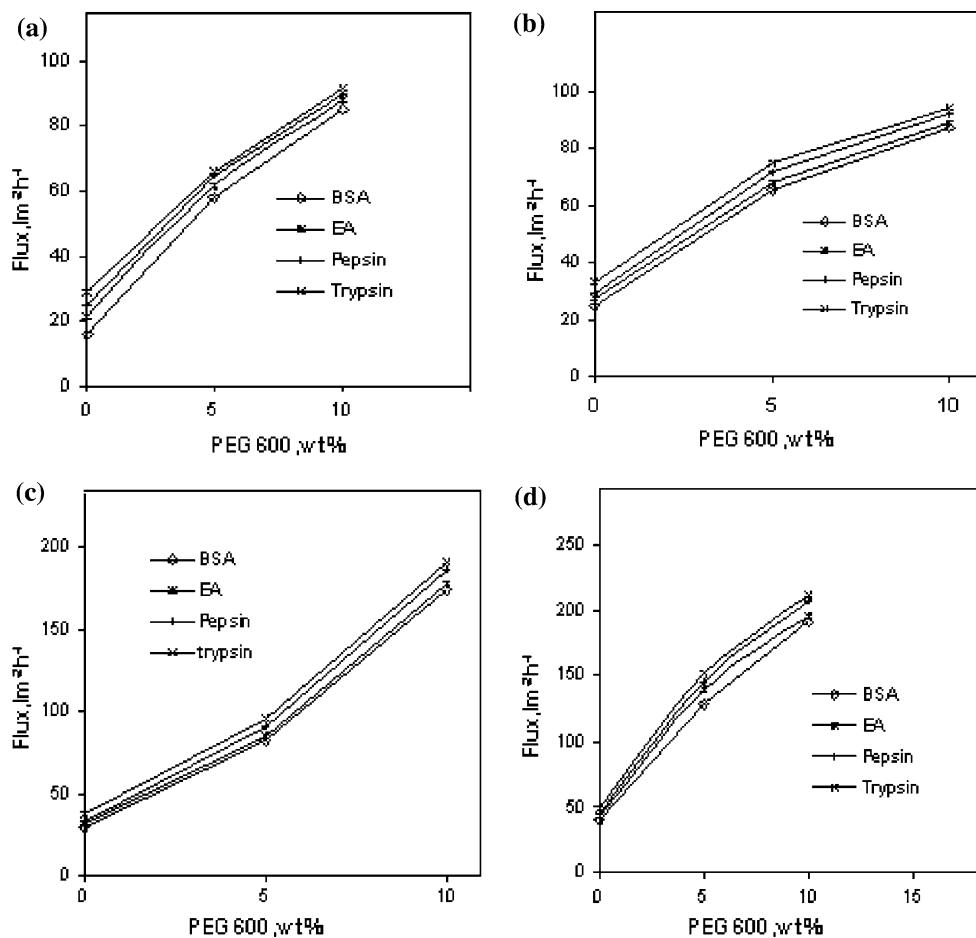 (a)
100
80
60
40
20
0
Flux,lm⁻²h⁻¹
BSA
EA
Pepsin
Trypsin
0 5 10
PEG 600 ,wt%
(b)
100
80
60
40
20
0
Flux,lm⁻²h⁻¹
BSA
EA
Pepsin
Trypsin
0 5 10
PEG 600 ,wt%
(c)
200
150
100
50
0
Flux,lm⁻²h⁻¹
BSA
EA
Pepsin
trypsin
0 5 10
PEG 600 ,wt%
(d)
250
200
150
100
50
0
Flux,lm⁻²h⁻¹
BSA
EA
Pepsin
Trypsin
0 5 10 15
PEG 600 ,wt%